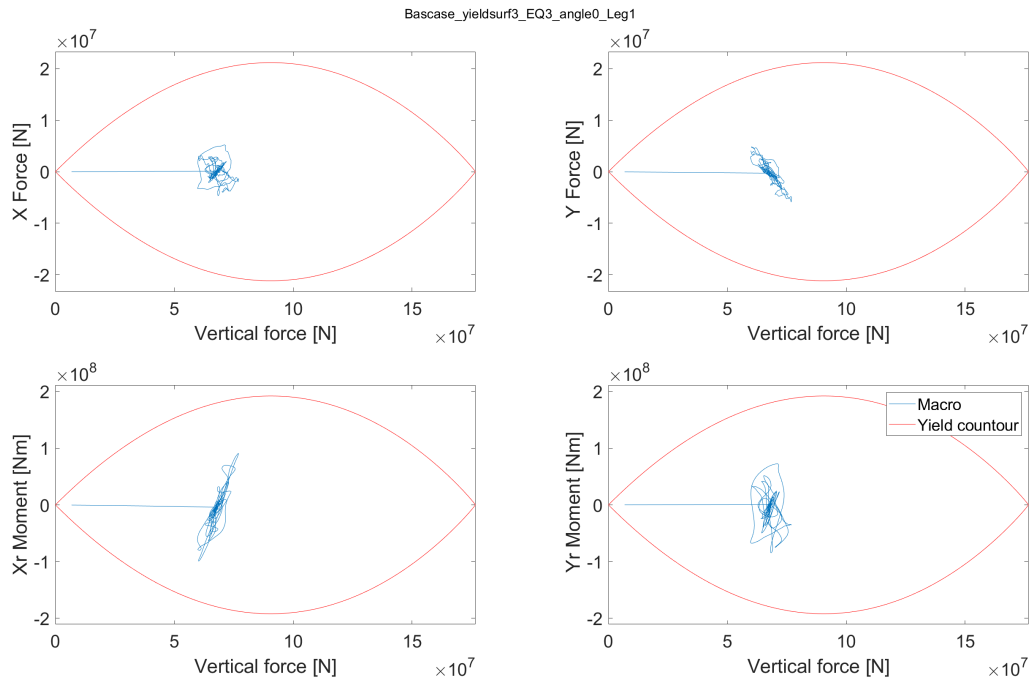 Bascase_yieldsurf3_EQ3_angle0_Leg1
×10^7
2
1
0
-1
-2
X Force [N]
0 5 10 15
Vertical force [N]
×10^7
×10^7
2
1
0
-1
-2
Y Force [N]
0 5 10 15
Vertical force [N]
×10^7
×10^8
2
1
0
-1
-2
Xr Moment [Nm]
0 5 10 15
Vertical force [N]
×10^7
×10^8
2
1
0
-1
-2
Yr Moment [Nm]
Macro
Yield countour
0 5 10 15
Vertical force [N]
×10^7